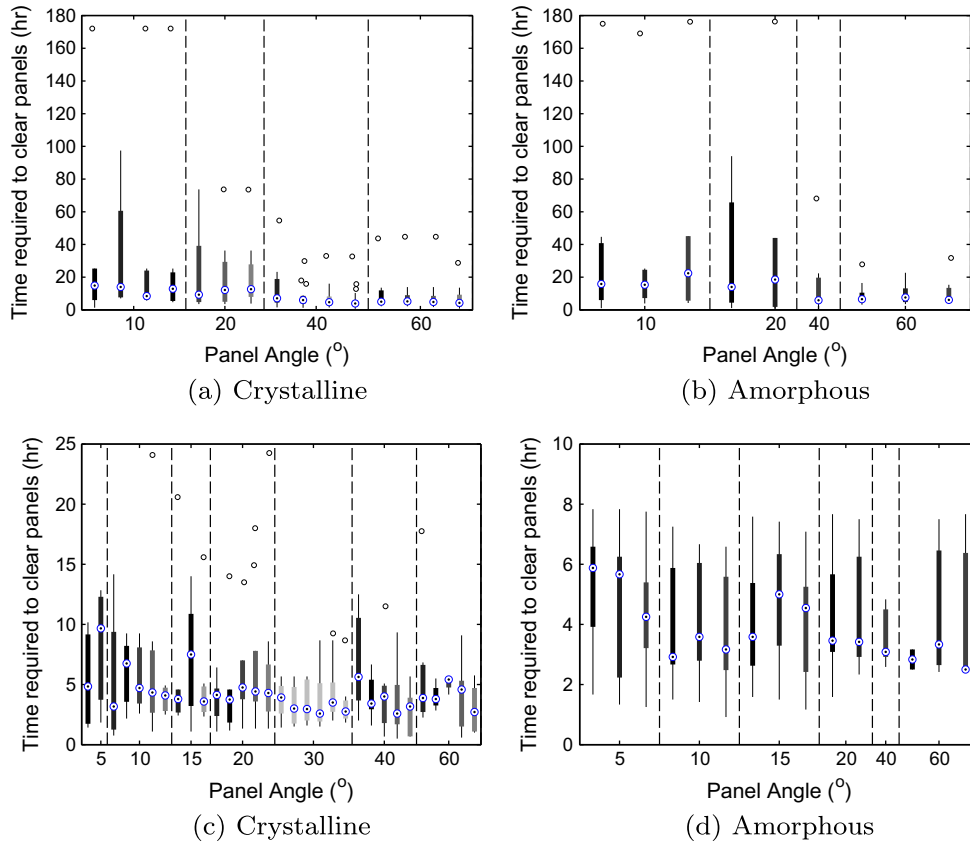 Time required to clear panels (hr)
180
160
140
120
100
80
60
40
20
0
10 20 40 60
Panel Angle (o)
(a) Crystalline
Time required to clear panels (hr)
180
160
140
120
100
80
60
40
20
0
10 20 40 60
Panel Angle (o)
(b) Amorphous
Time required to clear panels (hr)
25
20
15
10
5
0
5 10 15 20 30 40 60
Panel Angle (o)
(c) Crystalline
Time required to clear panels (hr)
10
8
6
4
2
0
5 10 15 20 40 60
Panel Angle (o)
(d) Amorphous